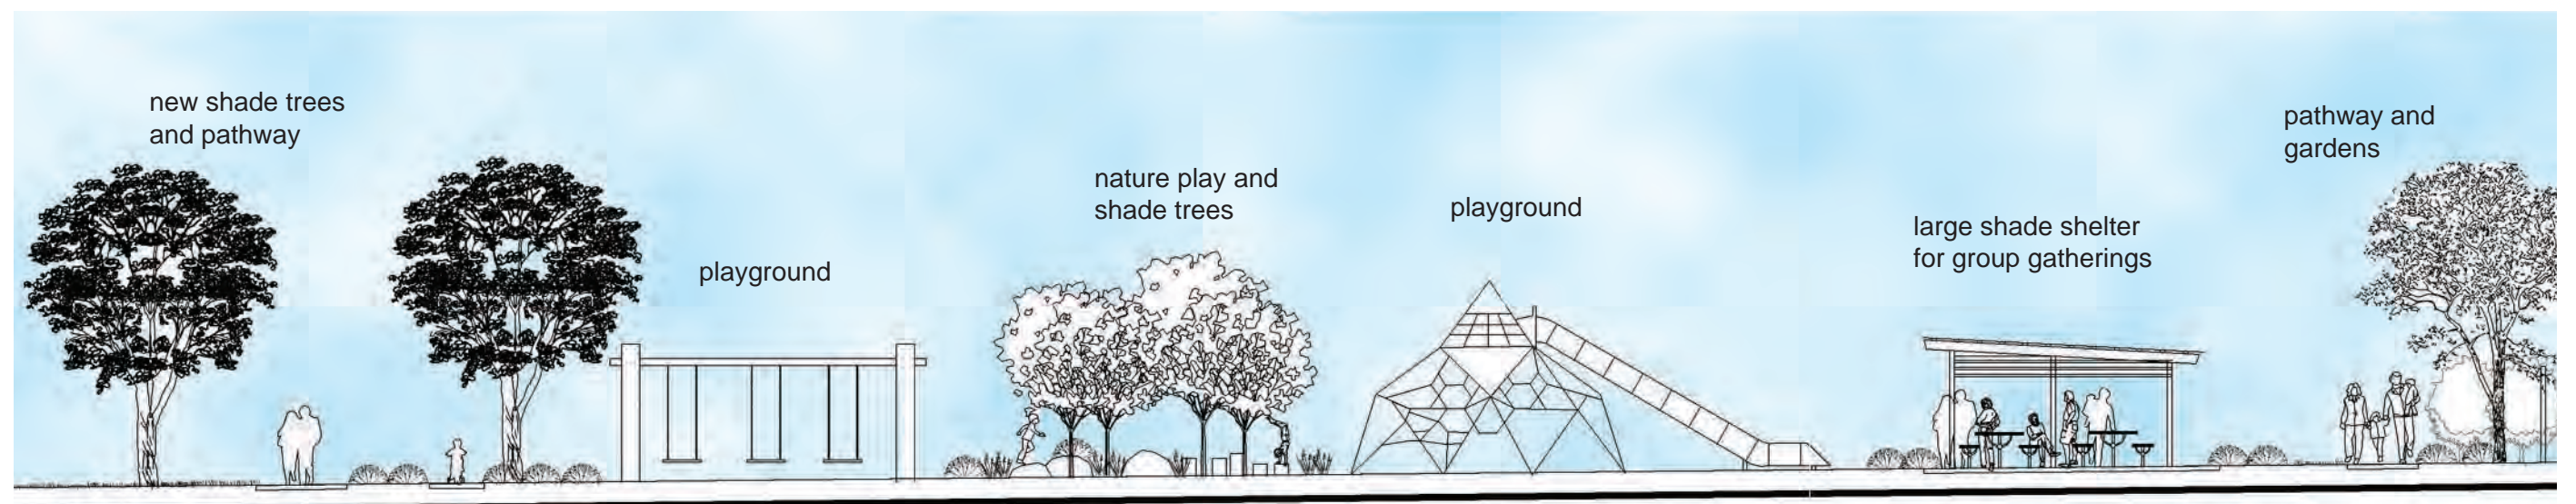 new shade trees
and pathway
playground
nature play and
shade trees
playground
large shade shelter
for group gatherings
pathway and
gardens